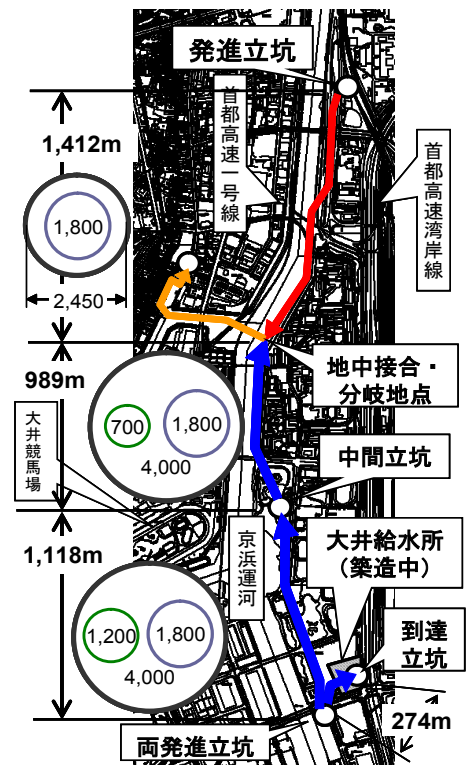 発進立坑
首都高速一号線
首都高速湾岸線
1,412m
1,800
2,450
地中接合・
分岐地点
989m
700
1,800
4,000
大井競馬場
中間立坑
京浜運河
大井給水所
（築造中）
1,118m
1,200
1,800
4,000
到達
立坑
274m
両発進立坑